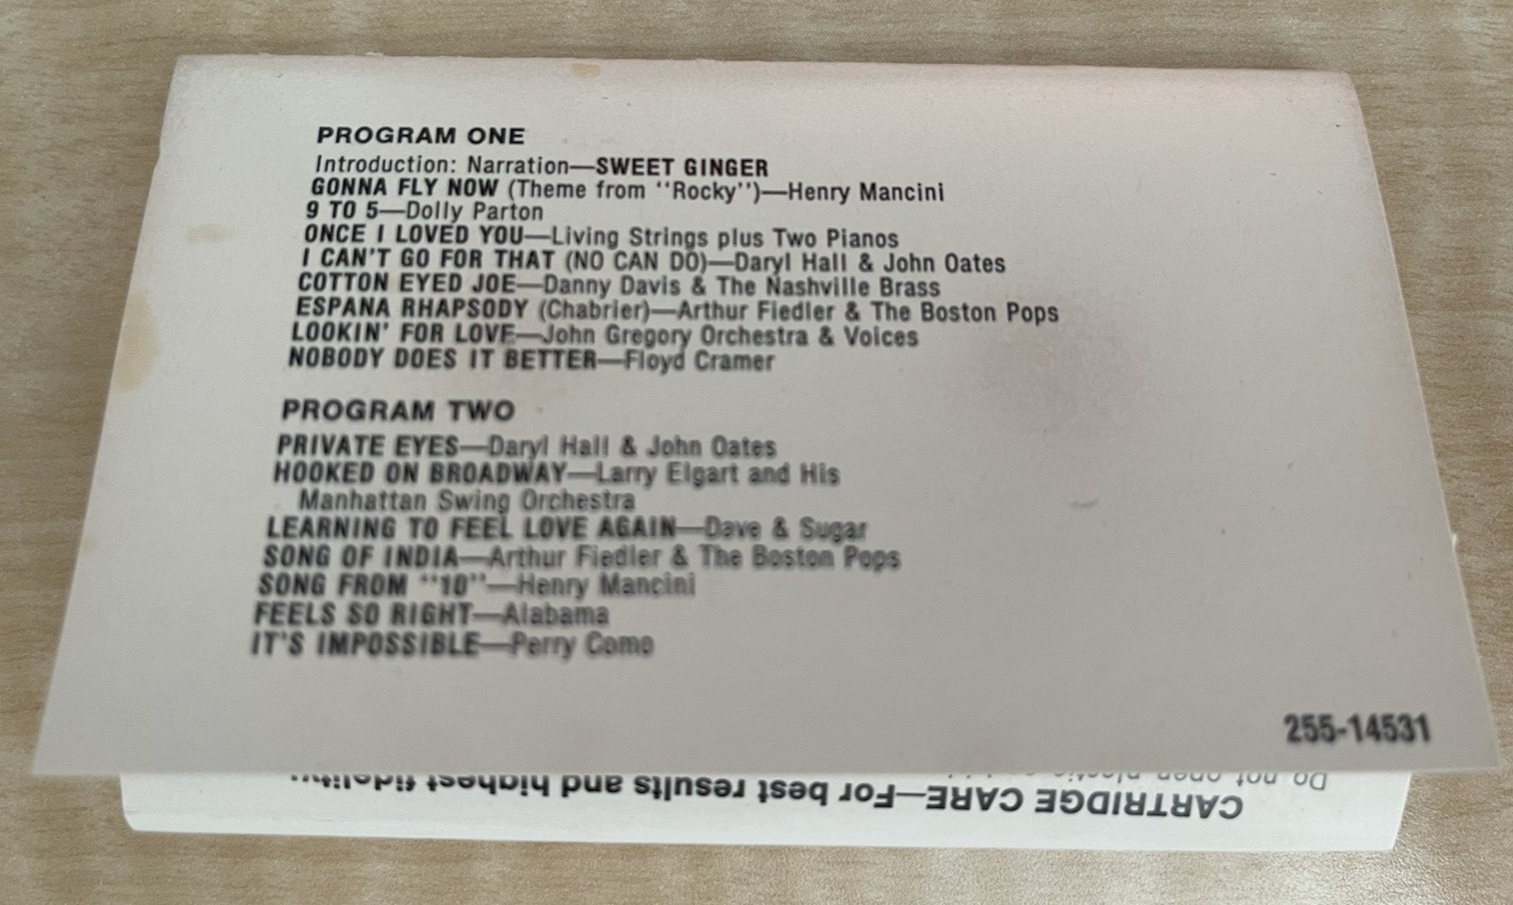 PROGRAM ONE
Introduction: Narration—SWEET GINGER
GONNA FLY NOW (Theme from "Rocky")—Henry Mancini
9 TO 5—Dolly Parton
ONCE I LOVED YOU—Living Strings plus Two Pianos
I CAN'T GO FOR THAT (NO CAN DO)—Daryl Hall & John Oates
COTTON EYED JOE—Danny Davis & The Nashville Brass
ESPANA RHAPSODY (Chabrier)—Arthur Fiedler & The Boston Pops
LOOKIN' FOR LOVE—John Gregory Orchestra & Voices
NOBODY DOES IT BETTER—Floyd Cramer
PROGRAM TWO
PRIVATE EYES—Daryl Hall & John Oates
HOOKED ON BROADWAY—Larry Elgart and His
Manhattan Swing Orchestra
LEARNING TO FEEL LOVE AGAIN—Dave & Sugar
SONG OF INDIA—Arthur Fiedler & The Boston Pops
SONG FROM "10"—Henry Mancini
FEELS SO RIGHT—Alabama
IT'S IMPOSSIBLE—Perry Como
255-14531
CARTRIDGE CARE—For best results and highest fidelity:
Do not open plastic